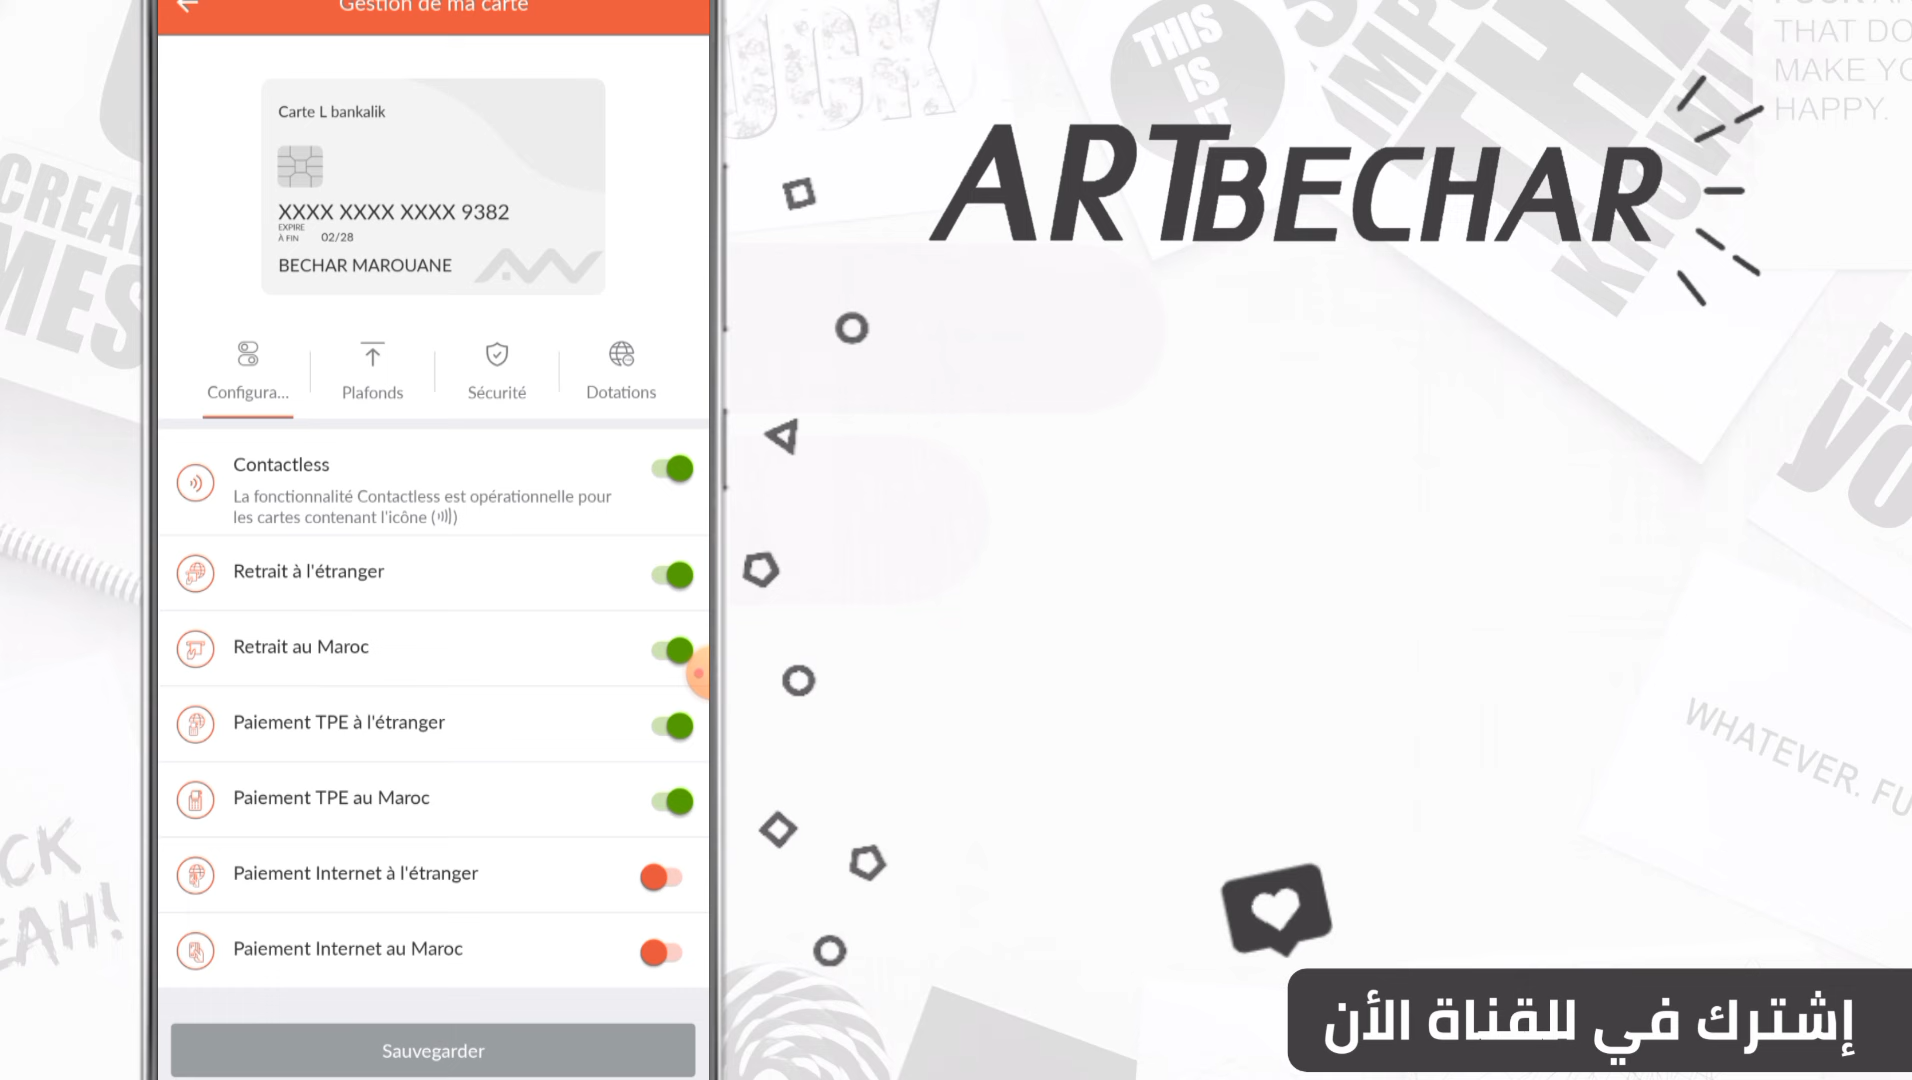 Gestion de ma carte
Carte L bankalik
XXXX XXXX XXXX 9382
EXPIRE
À FIN 02/28
BECHAR MAROUANE
Configura...
Plafonds
Sécurité
Dotations
Contactless
La fonctionnalité Contactless est opérationnelle pour
les cartes contenant l'icône
Retrait à l'étranger
Retrait au Maroc
Paiement TPE à l'étranger
Paiement TPE au Maroc
Paiement Internet à l'étranger
Paiement Internet au Maroc
Sauvegarder
ARTBECHAR
THIS
IS
IT
THAT DO
MAKE YO
HAPPY.
WHATEVER. FU
إشترك في للقناة الأن